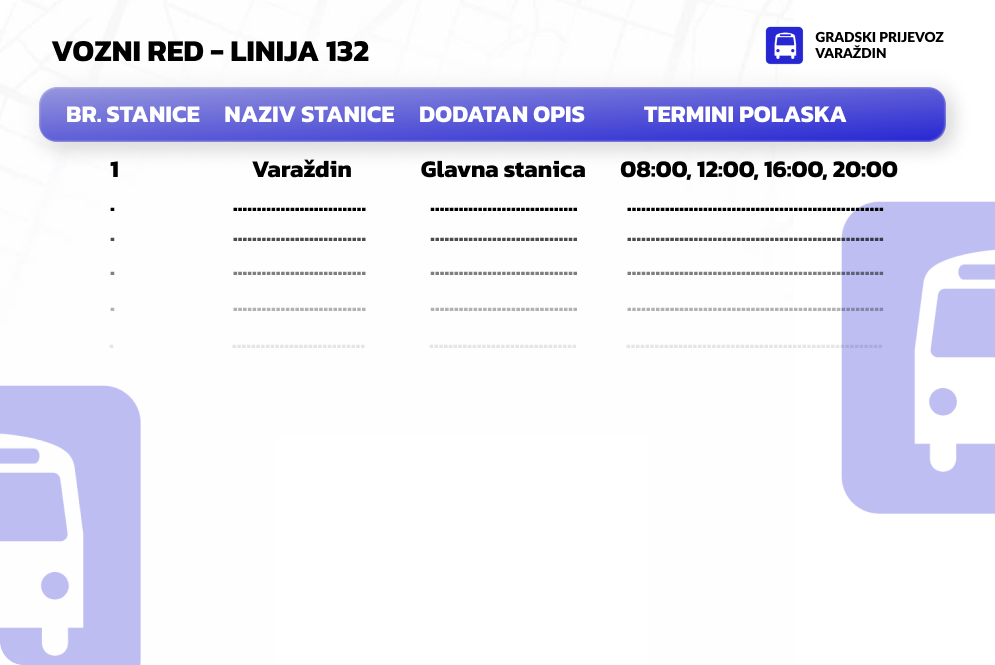 VOZNI RED - LINIJA 132
GRADSKI PRIJEVOZ
VARAŽDIN
BR. STANICE NAZIV STANICE DODATAN OPIS TERMINI POLASKA
1 Varaždin Glavna stanica 08:00, 12:00, 16:00, 20:00